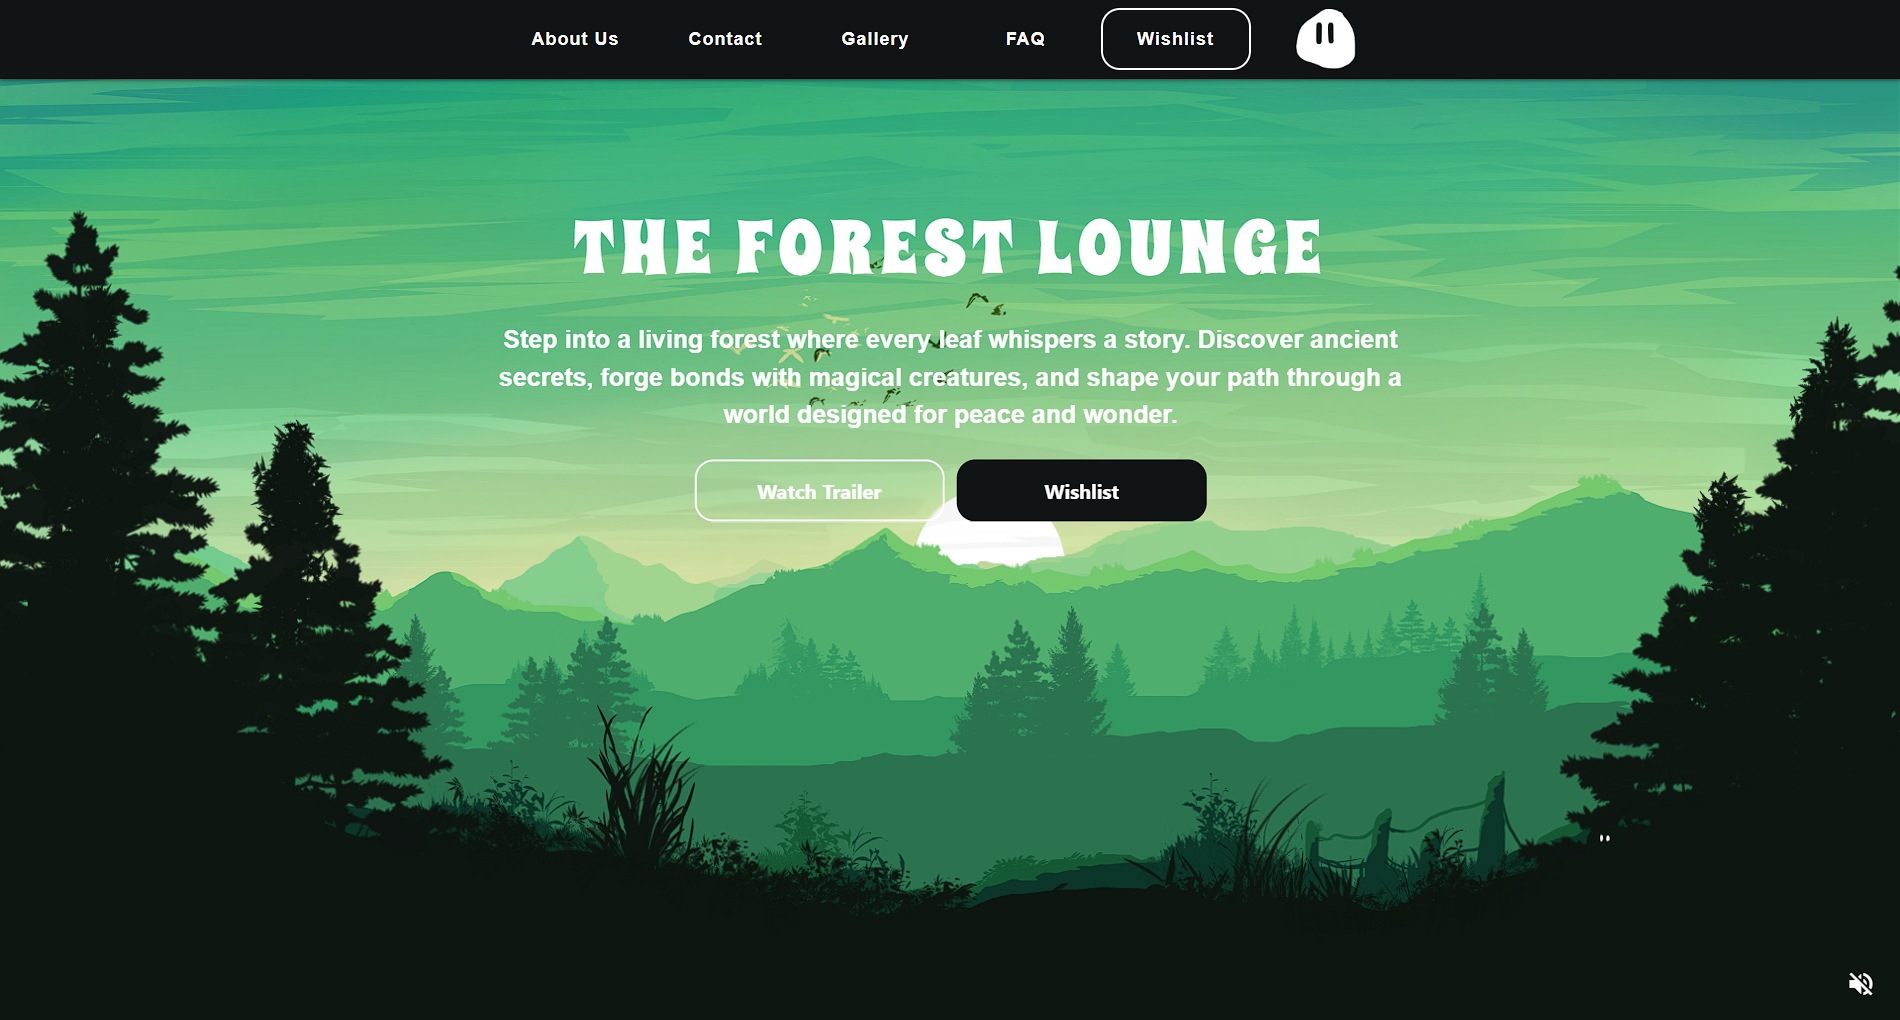 About Us Contact Gallery FAQ Wishlist
THE FOREST LOUNGE
Step into a living forest where every leaf whispers a story. Discover ancient
secrets, forge bonds with magical creatures, and shape your path through a
world designed for peace and wonder.
Watch Trailer Wishlist